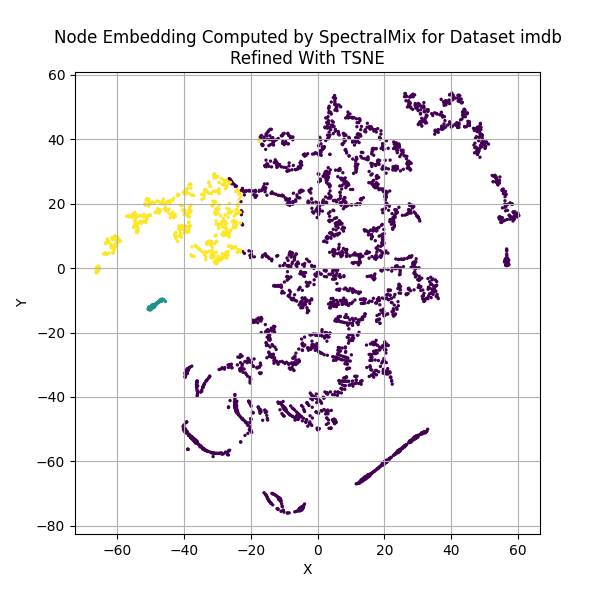 Node Embedding Computed by SpectralMix for Dataset imdb
Refined With TSNE
60
40
20
0
−20
−40
−60
−80
Y
−60 −40 −20 0 20 40 60
X